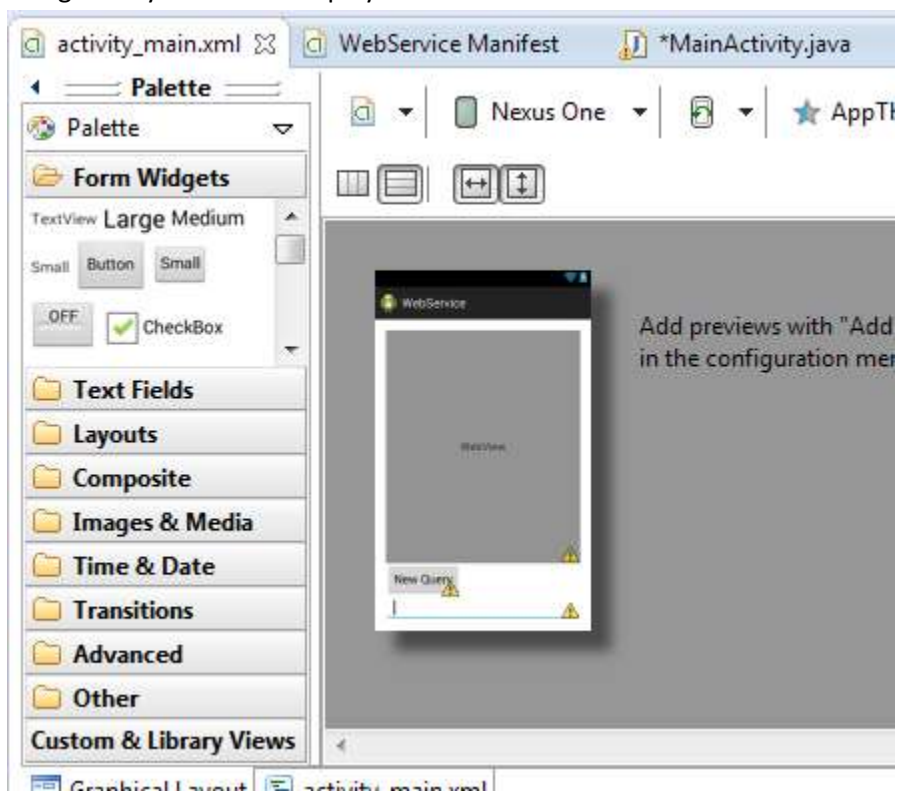 activity_main.xml WebService Manifest *MainActivity.java
Palette
Palette Nexus One
Form Widgets
TextView Large Medium
Small Button Small
OFF CheckBox
Text Fields
Layouts
Composite
Images & Media
Time & Date
Transitions
Advanced
Other
Custom & Library Views
WebService
WebView
New Query
Add previews with "Add
in the configuration
Graphical Layout activity_main.xml